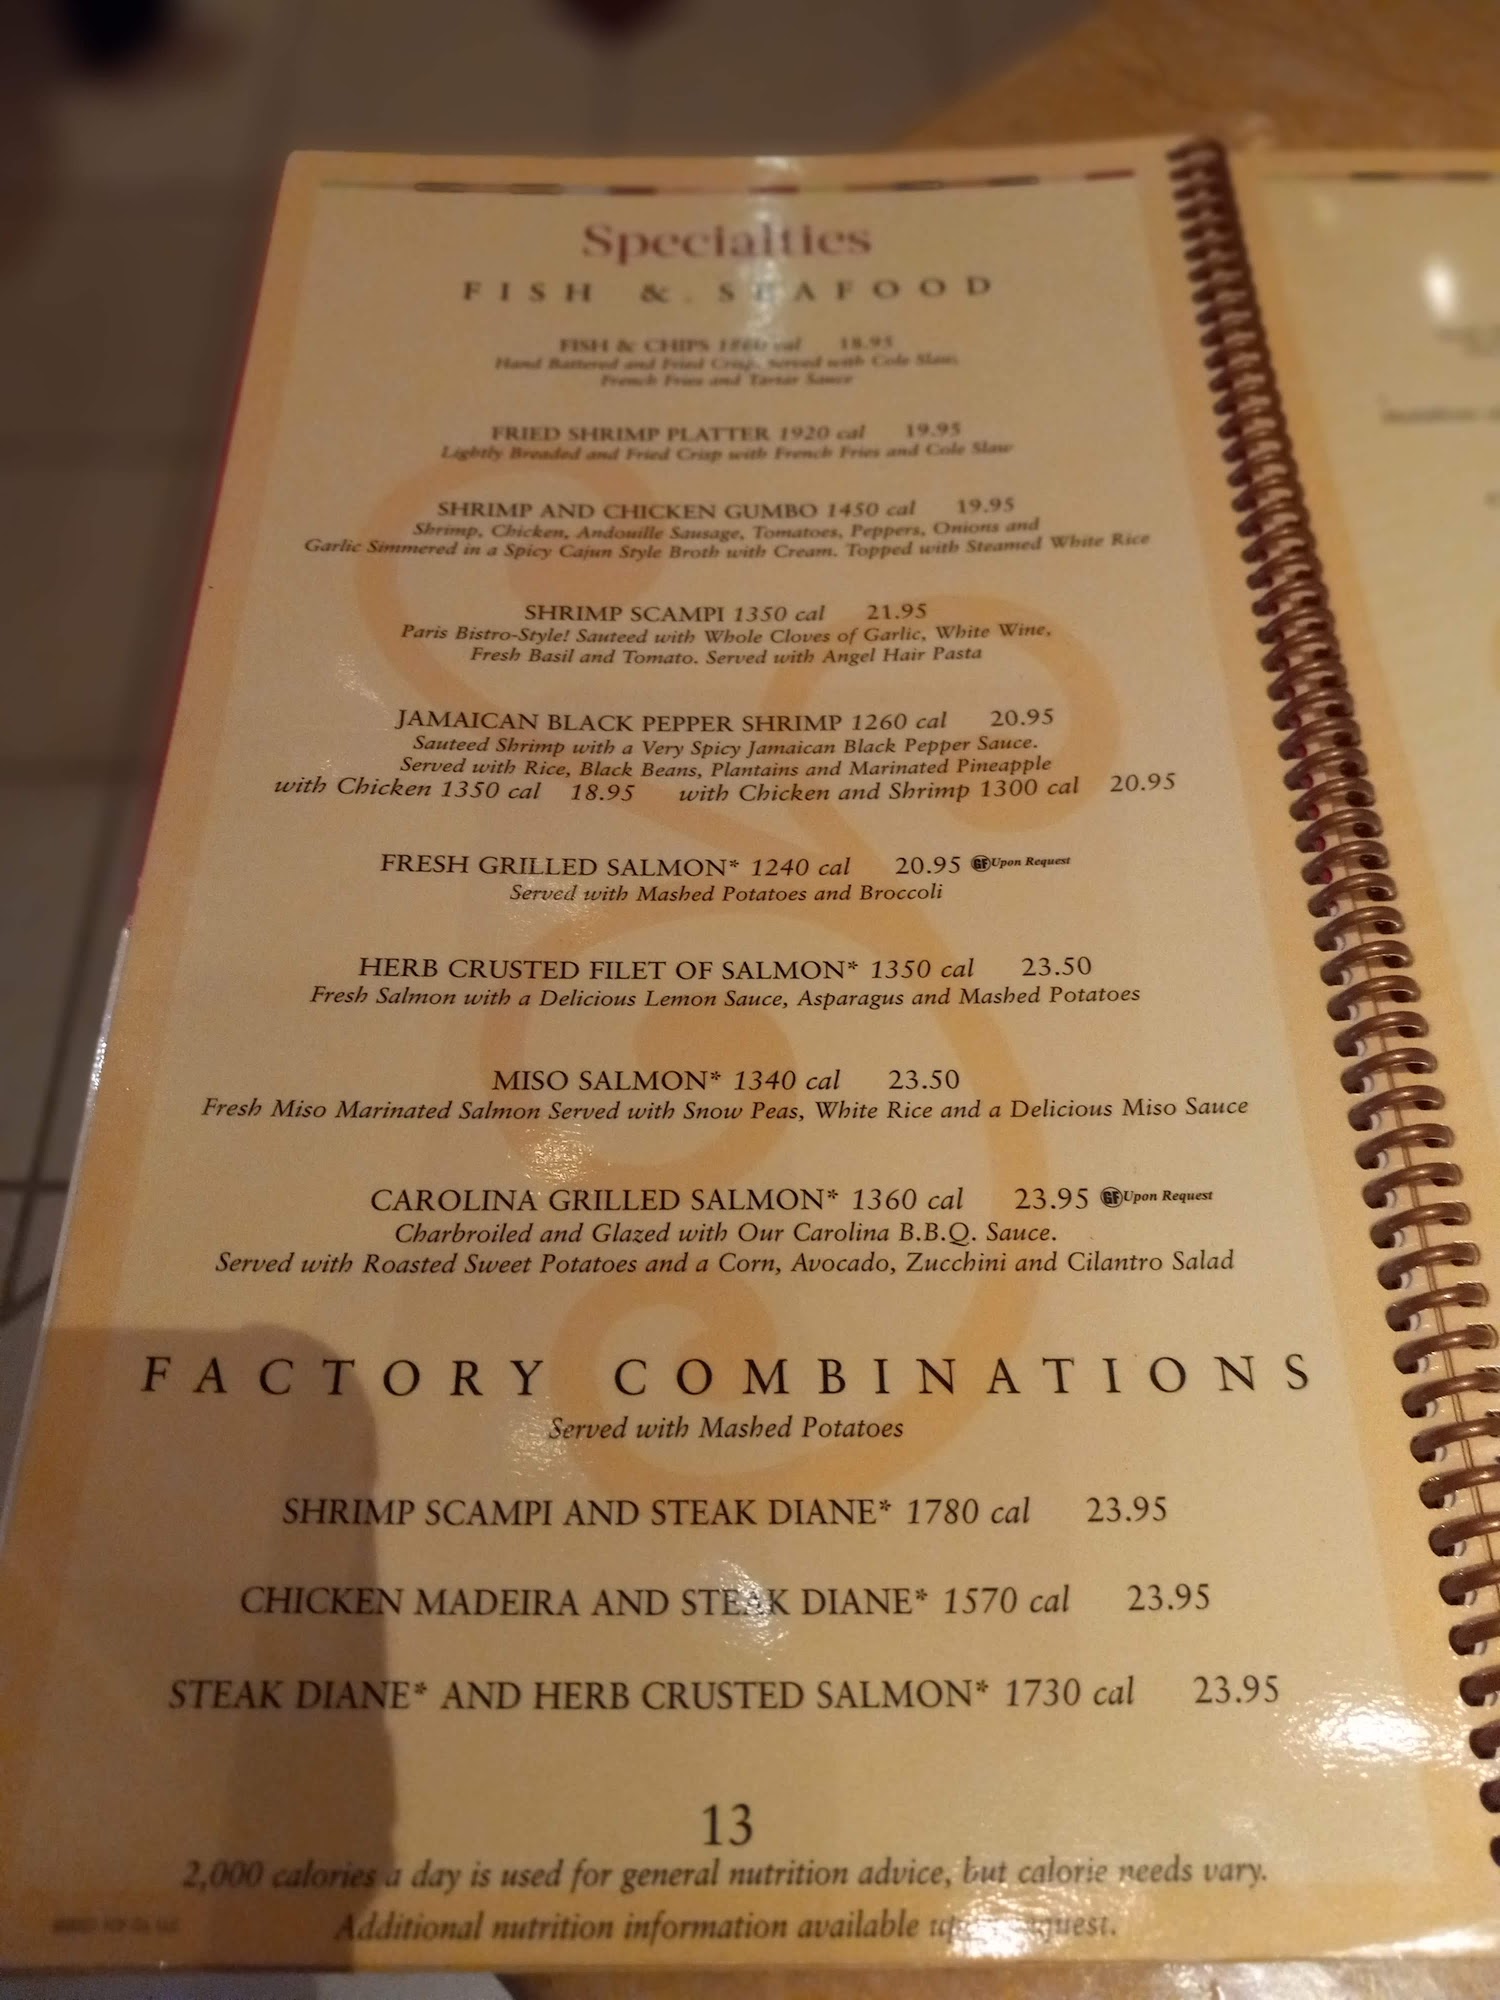 Specialties
FISH & SEAFOOD
FISH & CHIPS cal 18.95
Hand Battered and Fried Crisp, Served with Cole Slaw,
French Fries and Tartar Sauce
FRIED SHRIMP PLATTER 1920 cal 19.95
Lightly Breaded and Fried Crisp with French Fries and Cole Slaw
SHRIMP AND CHICKEN GUMBO 1450 cal 19.95
Shrimp, Chicken, Andouille Sausage, Tomatoes, Peppers, Onions and
Garlic Simmered in a Spicy Cajun Style Broth with Cream. Topped with Steamed White Rice
SHRIMP SCAMPI 1350 cal 21.95
Paris Bistro-Style! Sauteed with Whole Cloves of Garlic, White Wine,
Fresh Basil and Tomato. Served with Angel Hair Pasta
JAMAICAN BLACK PEPPER SHRIMP 1260 cal 20.95
Sauteed Shrimp with a Very Spicy Jamaican Black Pepper Sauce.
Served with Rice, Black Beans, Plantains and Marinated Pineapple
with Chicken 1350 cal 18.95 with Chicken and Shrimp 1300 cal 20.95
FRESH GRILLED SALMON* 1240 cal 20.95 GF Upon Request
Served with Mashed Potatoes and Broccoli
HERB CRUSTED FILET OF SALMON* 1350 cal 23.50
Fresh Salmon with a Delicious Lemon Sauce, Asparagus and Mashed Potatoes
MISO SALMON* 1340 cal 23.50
Fresh Miso Marinated Salmon Served with Snow Peas, White Rice and a Delicious Miso Sauce
CAROLINA GRILLED SALMON* 1360 cal 23.95 GF Upon Request
Charbroiled and Glazed with Our Carolina B.B.Q. Sauce.
Served with Roasted Sweet Potatoes and a Corn, Avocado, Zucchini and Cilantro Salad
FACTORY COMBINATIONS
Served with Mashed Potatoes
SHRIMP SCAMPI AND STEAK DIANE* 1780 cal 23.95
CHICKEN MADEIRA AND STEAK DIANE* 1570 cal 23.95
STEAK DIANE* AND HERB CRUSTED SALMON* 1730 cal 23.95
13
2,000 calories a day is used for general nutrition advice, but calorie needs vary.
Additional nutrition information available upon request.